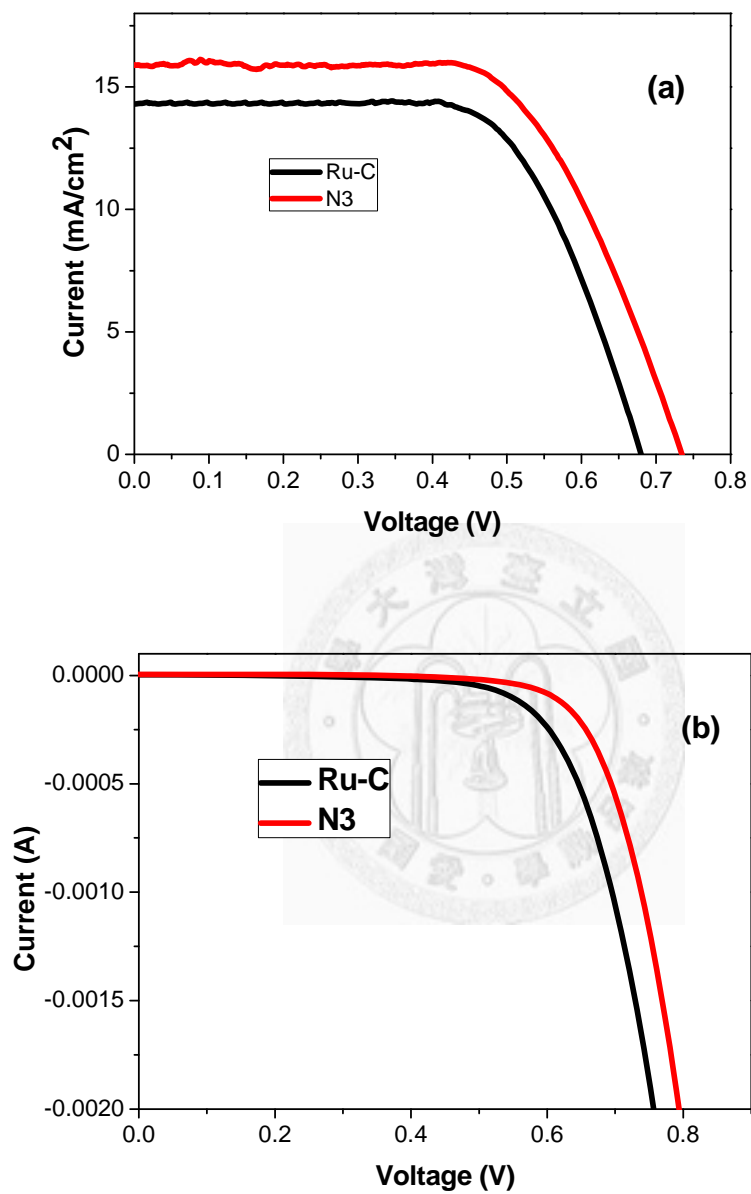 (a)
15
10
5
0
Current (mA/cm²)
Ru-C
N3
0.0 0.1 0.2 0.3 0.4 0.5 0.6 0.7 0.8
Voltage (V)
(b)
0.0000
-0.0005
-0.0010
-0.0015
-0.0020
Current (A)
Ru-C
N3
0.0 0.2 0.4 0.6 0.8
Voltage (V)